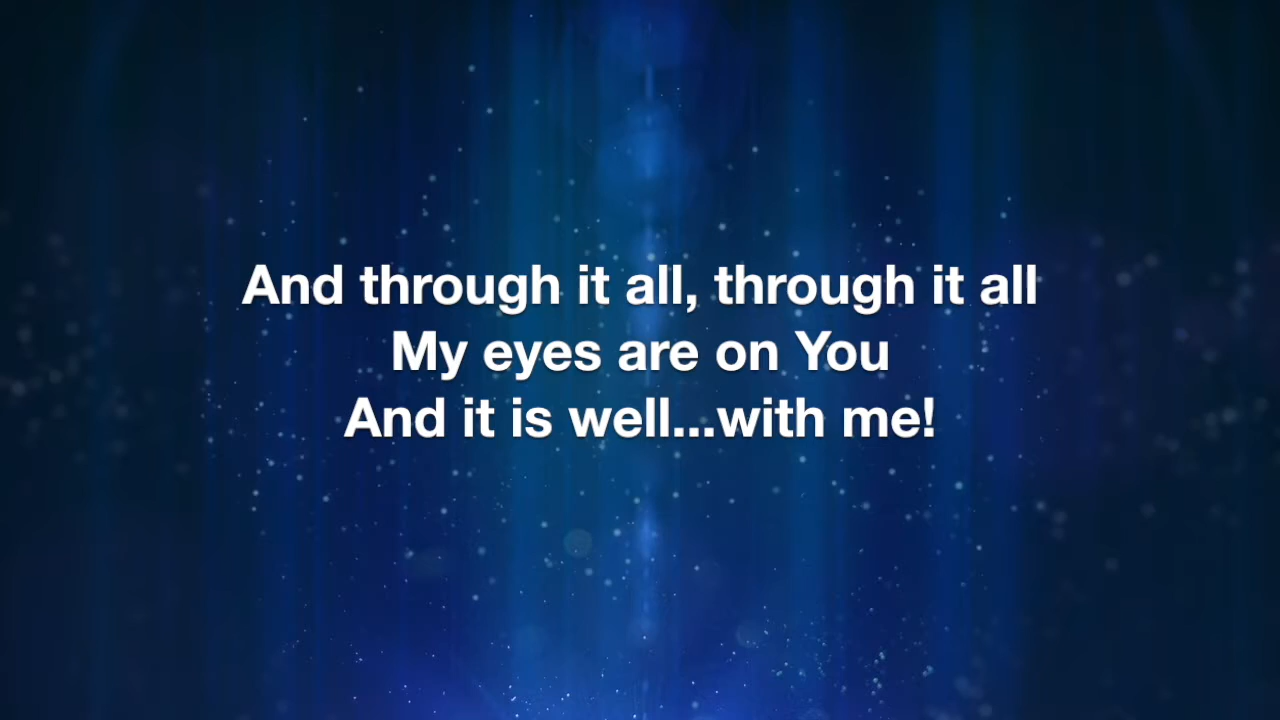 And through it all, through it all
My eyes are on You
And it is well...with me!